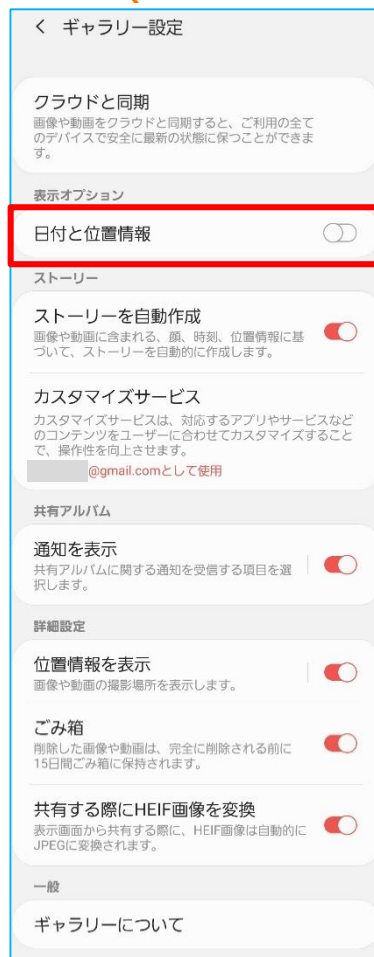 ギャラリー設定
クラウドと同期
画像や動画をクラウドと同期すると、ご利用の全て
のデバイスで安全に最新の状態に保つことができま
す。
表示オプション
日付と位置情報
ストーリー
ストーリーを自動作成
画像や動画に含まれる、顔、時刻、位置情報に基
づいて、ストーリーを自動的に作成します。
カスタマイズサービス
カスタマイズサービスは、対応するアプリやサービスなど
のコンテンツをユーザーに合わせてカスタマイズすること
で、操作性を向上させます。
@gmail.comとして使用
共有アルバム
通知を表示
共有アルバムに関する通知を受信する項目を選
択します。
詳細設定
位置情報を表示
画像や動画の撮影場所を表示します。
ごみ箱
削除した画像や動画は、完全に削除される前に
15日間ごみ箱に保持されます。
共有する際にHEIF画像を変換
表示画面から共有する際に、HEIF画像は自動的に
JPEGに変換されます。
一般
ギャラリーについて